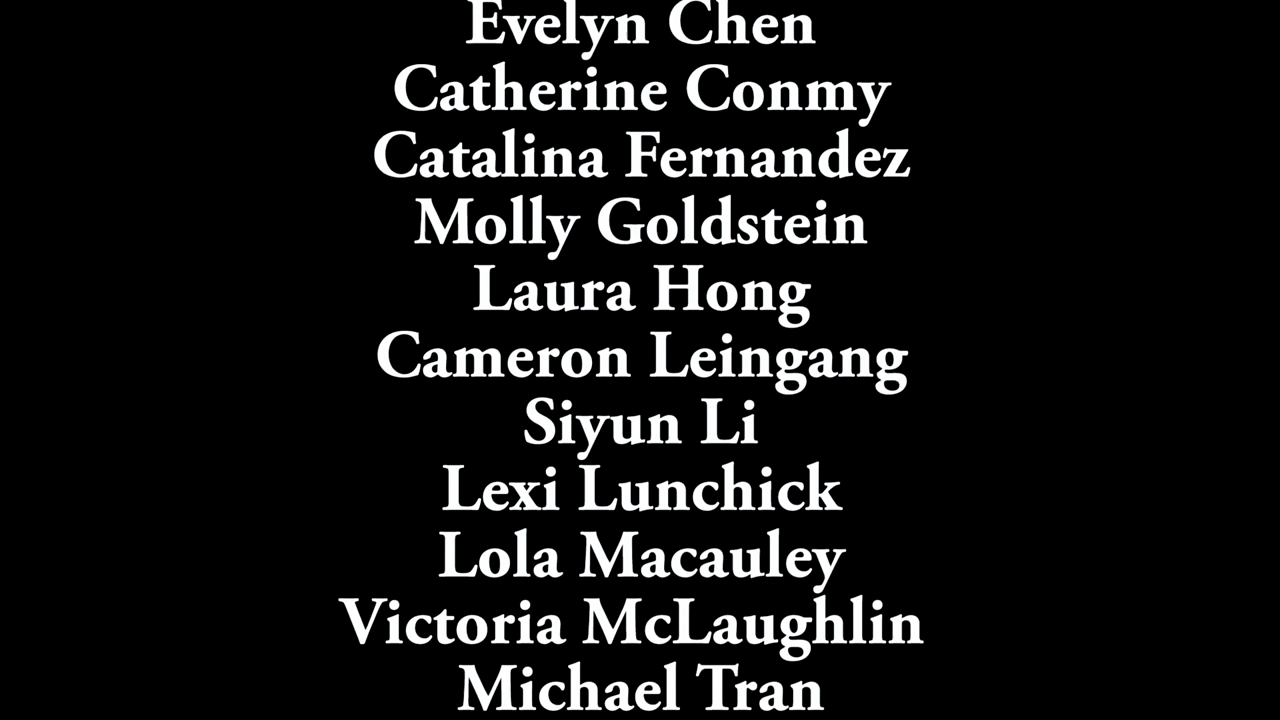 Evelyn Chen
Catherine Conmy
Catalina Fernandez
Molly Goldstein
Laura Hong
Cameron Leingang
Siyun Li
Lexi Lunchick
Lola Macauley
Victoria McLaughlin
Michael Tran